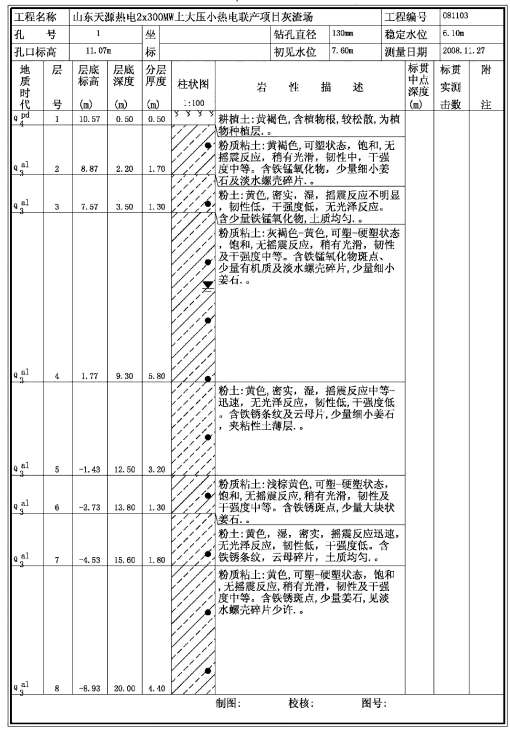 工程名称 山东天源热电2x300MW上大压小热电联产项目灰渣场 工程编号 081103
孔 号 1 坐 钻孔直径 130mm 稳定水位 6.10m
孔口标高 11.07m 标 初见水位 7.60m 测量日期 2008.11.27
地质时代 层号 层底标高(m) 层底深度(m) 分层厚度(m) 柱状图 1:100 岩 性 描 述 标贯中点深度(m) 标贯实测击数 附注
Q4pd 1 10.57 0.50 0.50 耕植土:黄褐色,含植物根,较松散,为植
物种植层.。
粉质粘土:黄褐色,可塑状态,饱和,无
摇震反应,稍有光滑,韧性中,干强
度中等。含铁锰氧化物,少量细小姜
石及淡水螺壳碎片.。
Q3al 2 8.87 2.20 1.70
粉土:黄色,密实,湿,摇震反应不明显
,韧性低,干强度低,无光泽反应。
含少量铁锰氧化物,土质均匀.。
Q3al 3 7.57 3.50 1.30
粉质粘土:灰褐色-黄色,可塑-硬塑状态
,饱和,无摇震反应,稍有光滑,韧性
及干强度中等。含铁锰氧化物斑点、
少量有机质及淡水螺壳碎片,少量细小
姜石.。
Q3al 4 1.77 9.30 5.80
粉土:黄色,密实,湿,摇震反应中等-
迅速,无光泽反应,韧性低,干强度低
。含铁锈条纹及云母片,少量细小姜石
,夹粘性土薄层.。
Q3al 5 -1.43 12.50 3.20
粉质粘土:浅棕黄色,可塑-硬塑状态,
饱和,无摇震反应,稍有光滑,韧性及
干强度中等。含铁锈斑点,少量大块状
姜石.。
Q3al 6 -2.73 13.80 1.30
粉土:黄色,湿,密实,摇震反应迅速,
无光泽反应,韧性低,干强度低。含
铁锈条纹,云母碎片,土质均匀.。
Q3al 7 -4.53 15.60 1.80
粉质粘土:黄色,可塑-硬塑状态,饱和
,无摇震反应,稍有光滑,韧性及干强
度中等。含铁锈斑点,少量姜石,见淡
水螺壳碎片少许.。
Q3al 8 -8.93 20.00 4.40
制图: 校核: 图号: